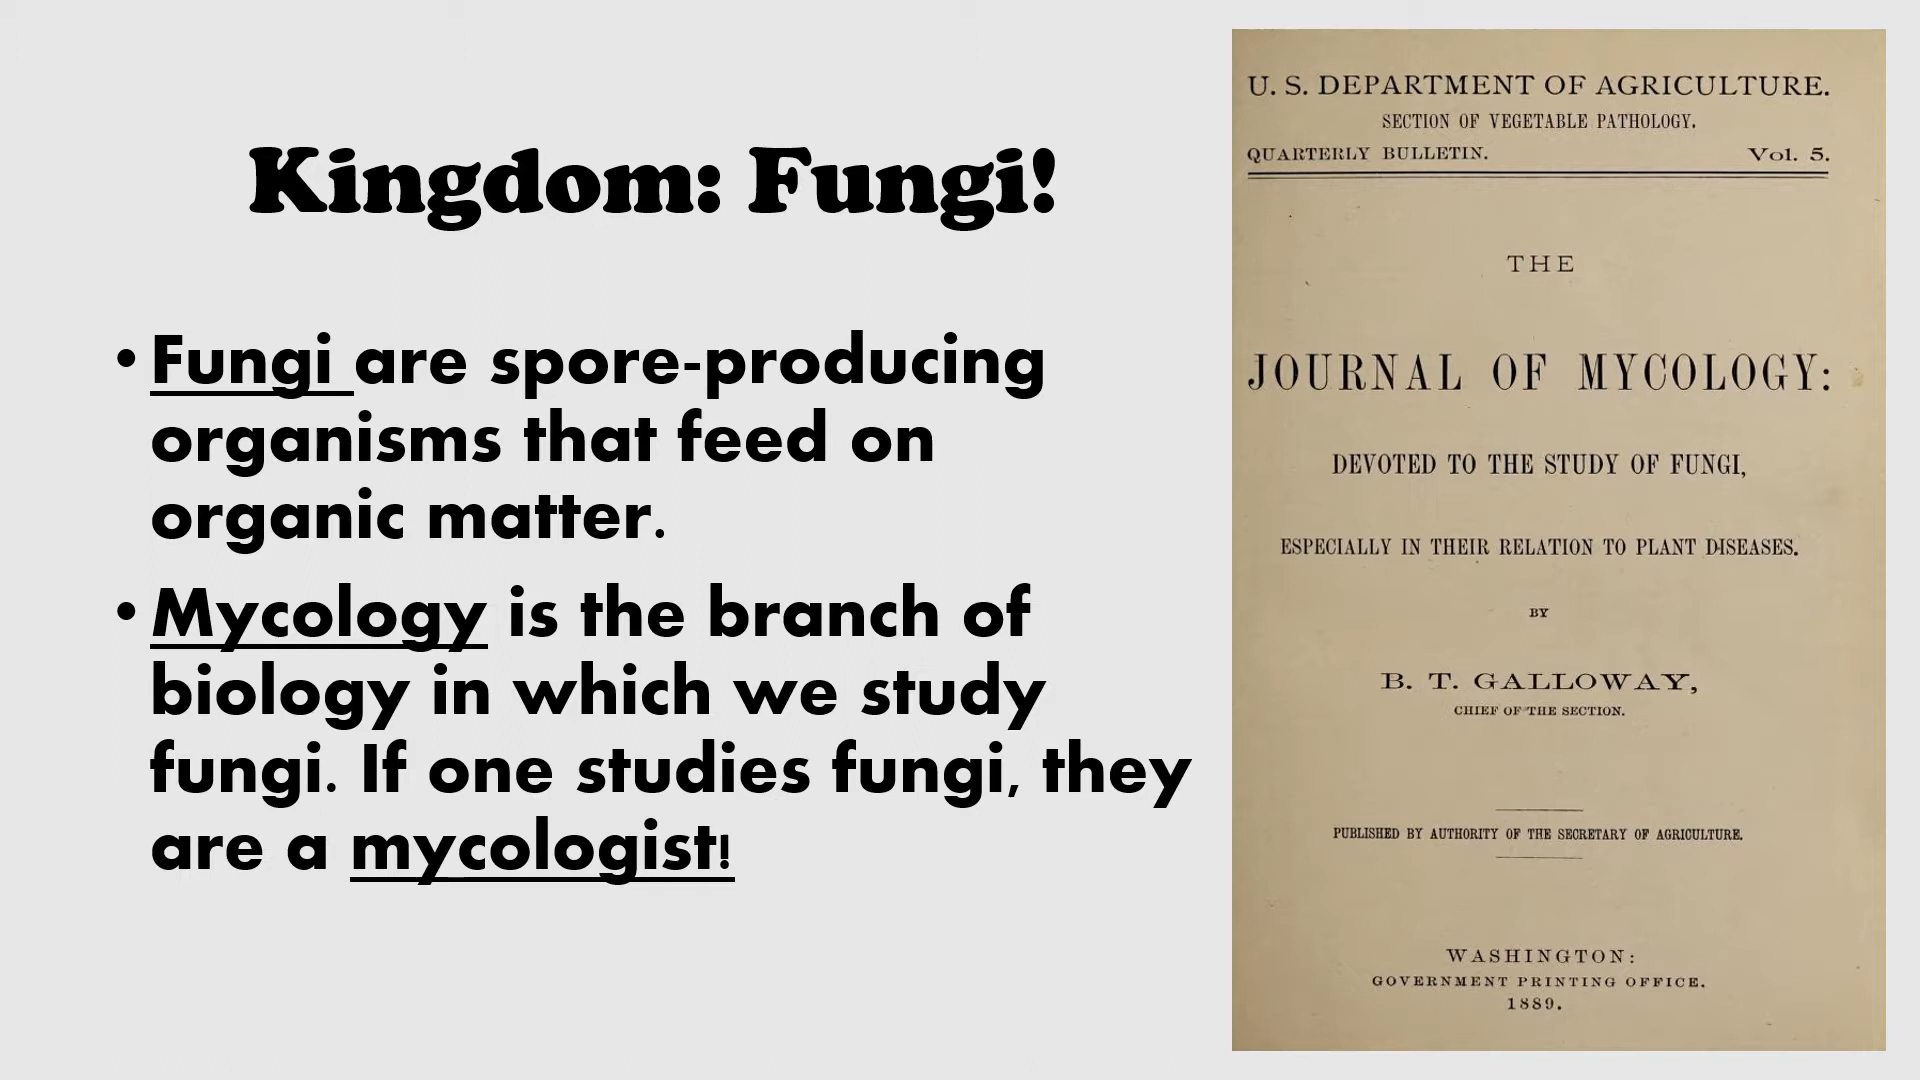 Kingdom: Fungi!
• Fungi are spore-producing
organisms that feed on
organic matter.
• Mycology is the branch of
biology in which we study
fungi. If one studies fungi, they
are a mycologist!
U. S. DEPARTMENT OF AGRICULTURE.
SECTION OF VEGETABLE PATHOLOGY.
QUARTERLY BULLETIN. Vol. 5.
THE
JOURNAL OF MYCOLOGY:
DEVOTED TO THE STUDY OF FUNGI,
ESPECIALLY IN THEIR RELATION TO PLANT DISEASES.
BY
B. T. GALLOWAY,
CHIEF OF THE SECTION.
PUBLISHED BY AUTHORITY OF THE SECRETARY OF AGRICULTURE.
WASHINGTON:
GOVERNMENT PRINTING OFFICE.
1889.